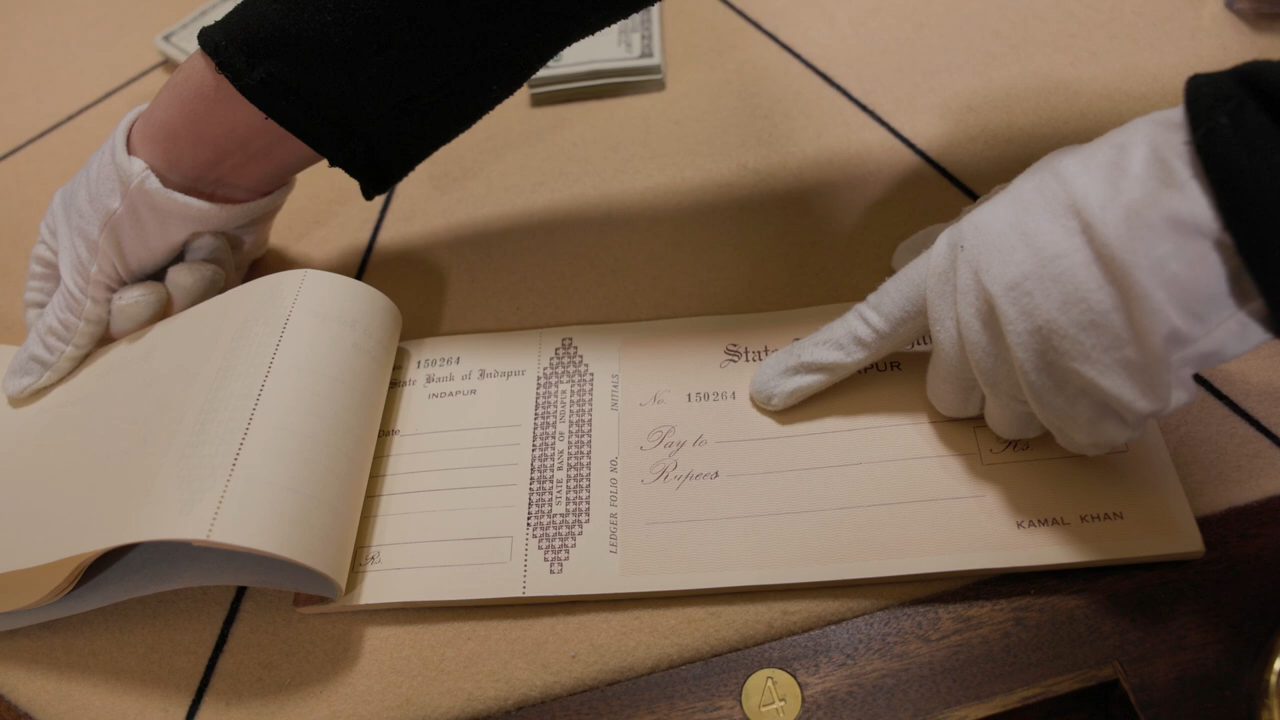 150264
State Bank of Indapur
INDAPUR
Date
Rs.
STATE BANK OF INDAPUR
LEDGER FOLIO NO. INITIALS
State
No. 150264
Pay to
Rupees
Rs
KAMAL KHAN
4